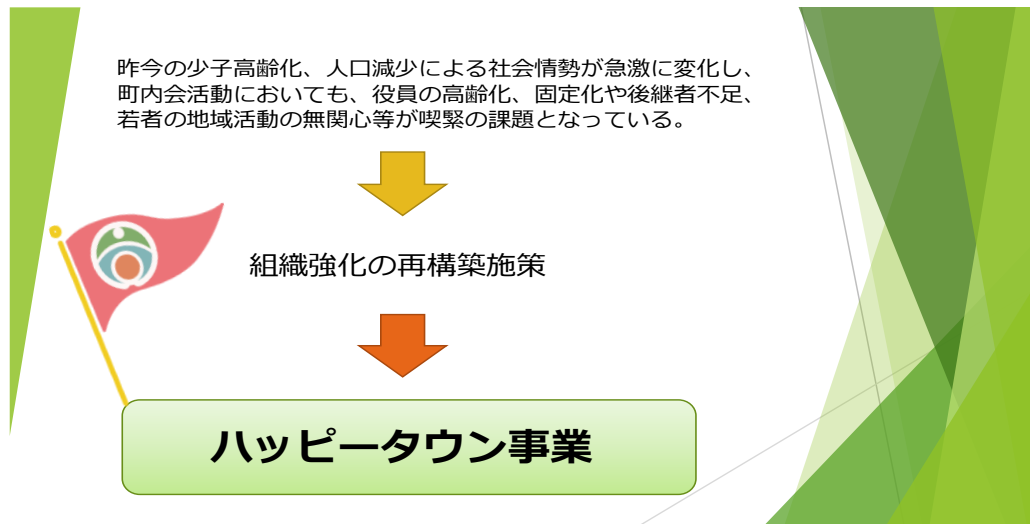 昨今の少子高齢化、人口減少による社会情勢が急激に変化し、
町内会活動においても、役員の高齢化、固定化や後継者不足、
若者の地域活動の無関心等が喫緊の課題となっている。
組織強化の再構築施策
ハッピータウン事業